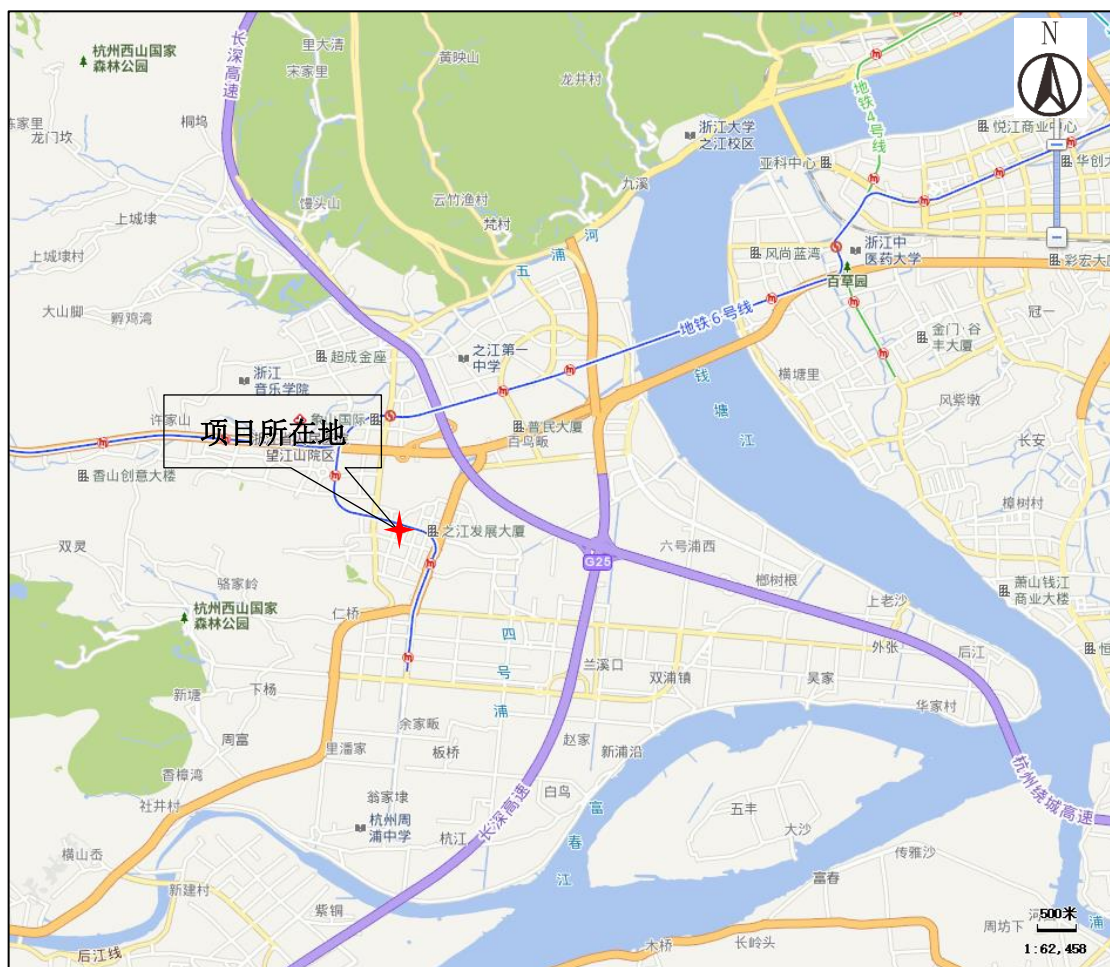 杭州西山国家
森林公园
长深高速
里大清
宋家里
黄映山
龙井村
N
地铁4号线
浙江大学
之江校区
悦江商业中心
亚科中心
龙门坎
桐坞
九溪
云竹渔村
梵村
馒头山
上城埭
上城埭村
五
浦
河
风尚蓝湾
浙江中
医药大学
百草园
彩宏大厦
大山脚
孵鸡湾
地铁6号线
冠一
金门·谷
丰大厦
超成金座
之江第一
中学
浙江
音乐学院
钱
塘
江
横塘里
风紫墩
许家山
象山国际
项目所在地
普民大厦
百鸟畈
望江山院区
长安
香山创意大楼
樟树村
双灵
之江发展大厦
六号浦西
G25
骆家岭
榔树根
萧山钱江
商业大楼
杭州西山国家
森林公园
仁桥
上老沙
四
号
浦
外张
后江
兰溪口
双浦镇
吴家
新塘
下杨
华家村
余家畈
周富
里潘家
板桥
赵家
新浦沿
香樟湾
社井村
翁家埭
白鸟
富
春
江
五丰
杭州绕城高速
杭州周
浦中学
杭江
长深高速
大沙
横山岙
传雅沙
新建村
富春
紫铜
500米
周坊下
浦
后江线
木桥
长岭头
1:62,458